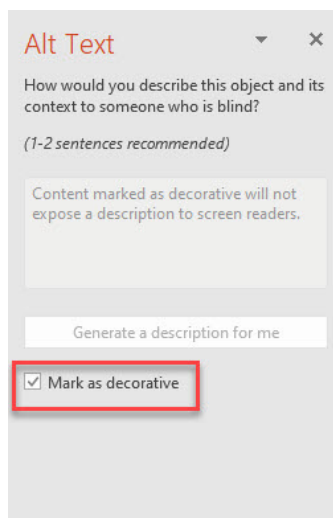 Alt Text
How would you describe this object and its
context to someone who is blind?
(1-2 sentences recommended)
Content marked as decorative will not
expose a description to screen readers.
Generate a description for me
Mark as decorative